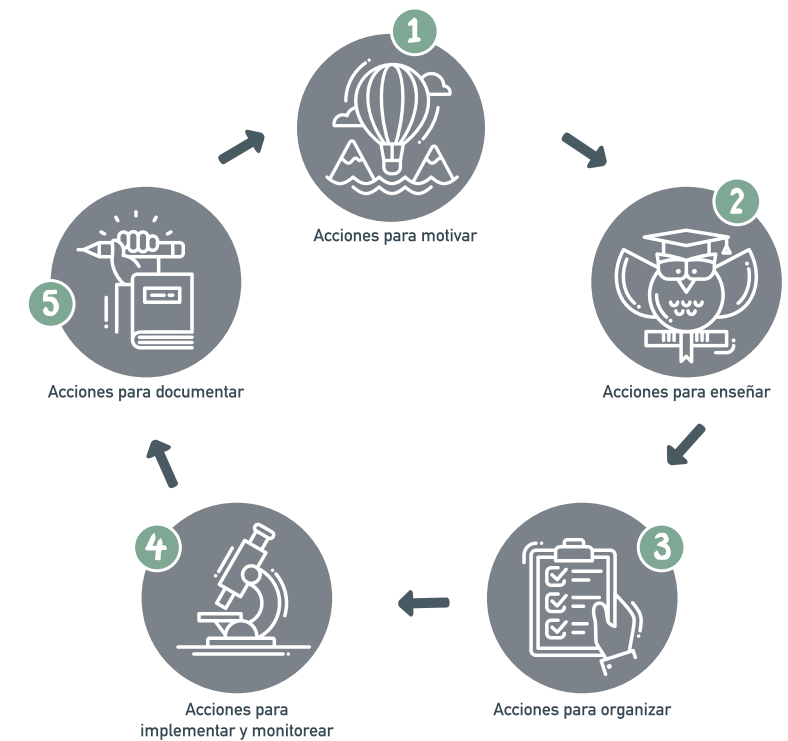 1
Acciones para motivar
2
Acciones para enseñar
3
Acciones para organizar
4
Acciones para
implementar y monitorear
5
Acciones para documentar